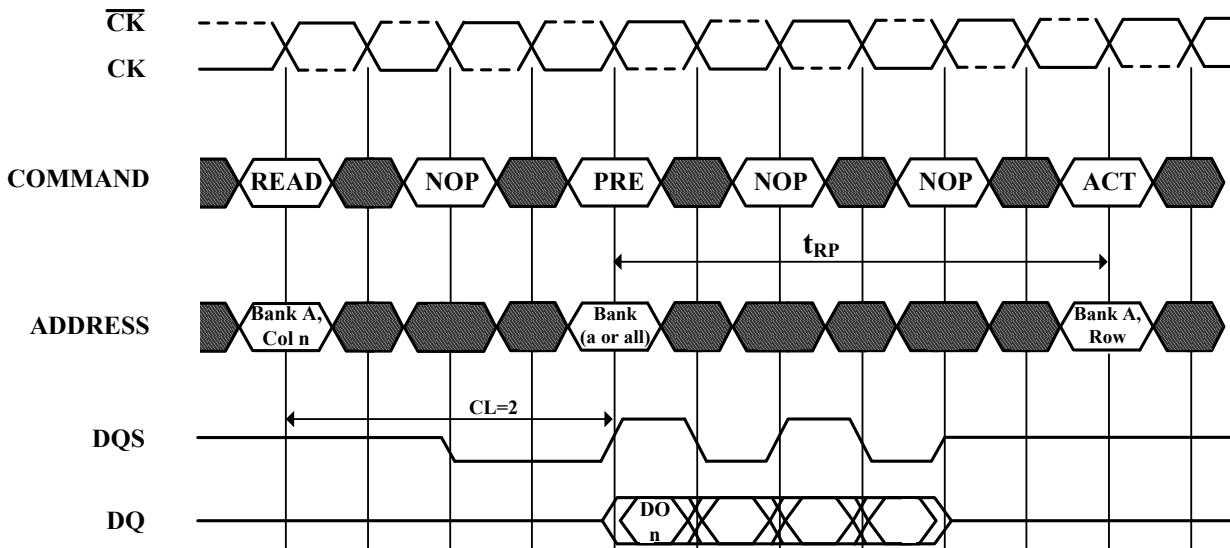 CK
CK
COMMAND
READ NOP PRE NOP NOP ACT
tRP
ADDRESS
Bank A,
Col n
Bank
(a or all)
Bank A,
Row
CL=2
DQS
DQ
DO
n